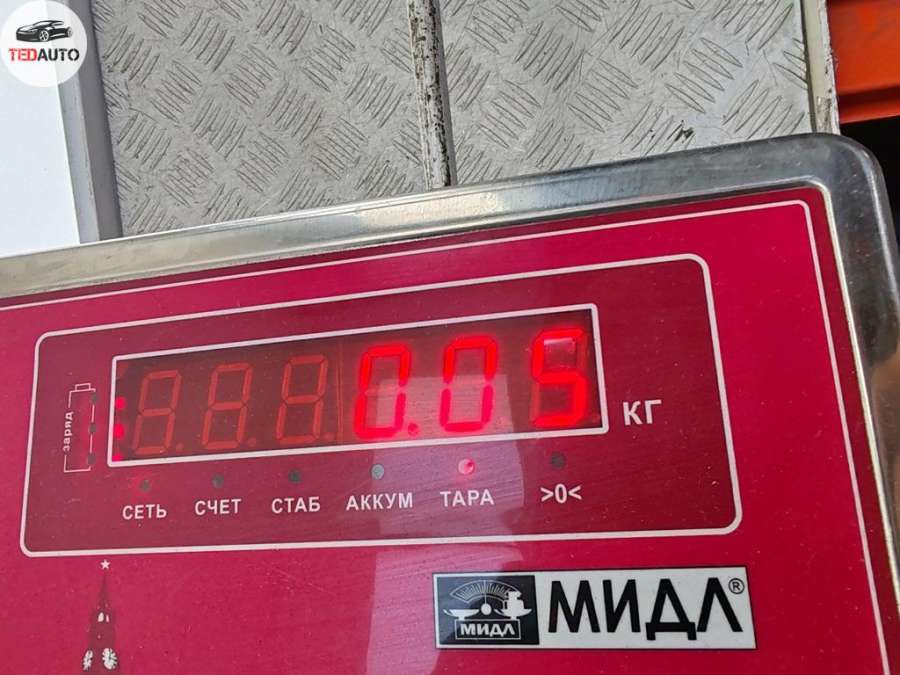 TEDAUTO
0.05
КГ
заряд
СЕТЬ СЧЕТ СТАБ АККУМ ТАРА >0<
МИДЛ МИДЛ®